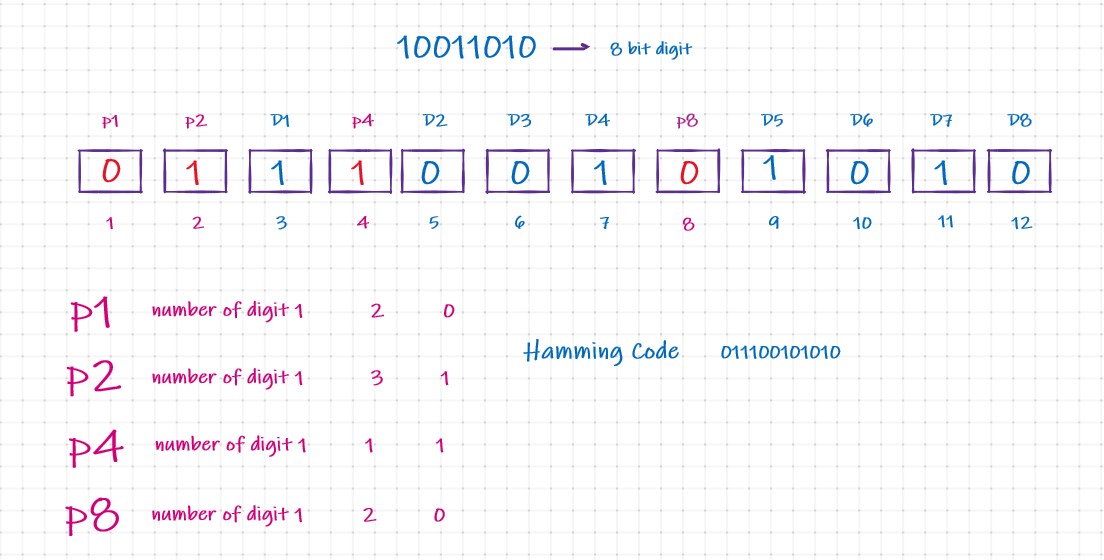 10011010 → 8 bit digit
P1 P2 D1 P4 D2 D3 D4 P8 D5 D6 D7 D8
0 1 1 1 0 0 1 0 1 0 1 0
1 2 3 4 5 6 7 8 9 10 11 12
P1 number of digit 1 2 0
Hamming Code 011100101010
P2 number of digit 1 3 1
P4 number of digit 1 1 1
P8 number of digit 1 2 0